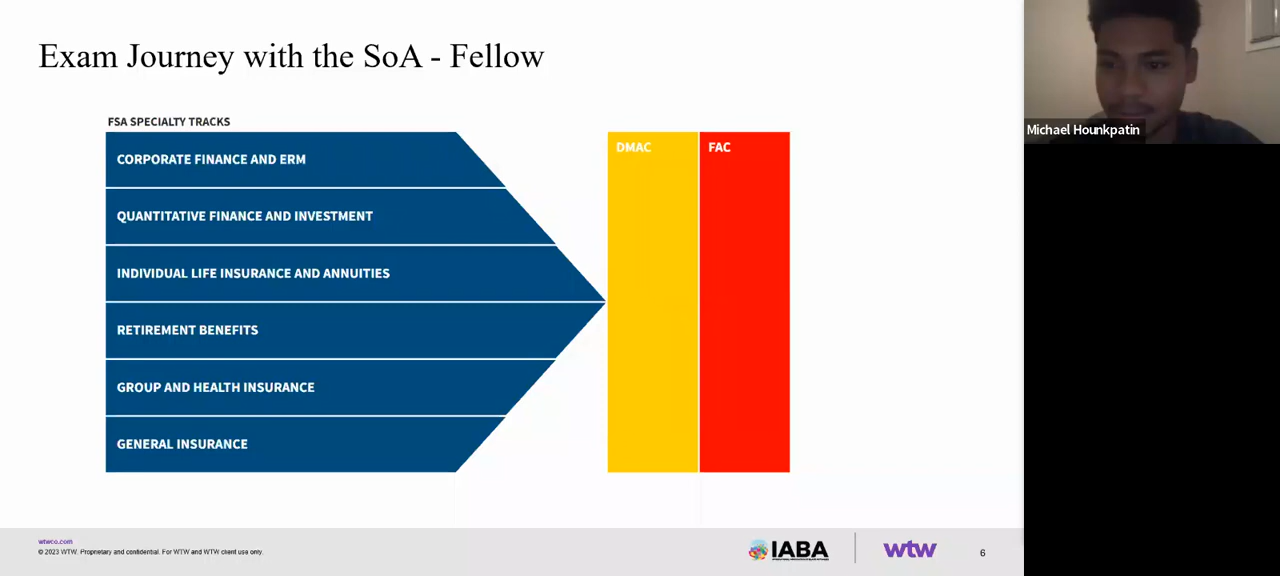 Exam Journey with the SoA - Fellow
FSA SPECIALTY TRACKS
CORPORATE FINANCE AND ERM
QUANTITATIVE FINANCE AND INVESTMENT
INDIVIDUAL LIFE INSURANCE AND ANNUITIES
RETIREMENT BENEFITS
GROUP AND HEALTH INSURANCE
GENERAL INSURANCE
DMAC
FAC
Michael Hounkpatin
wtwco.com
© 2023 WTW. Proprietary and confidential. For WTW and WTW client use only.
IABA
wtw
6